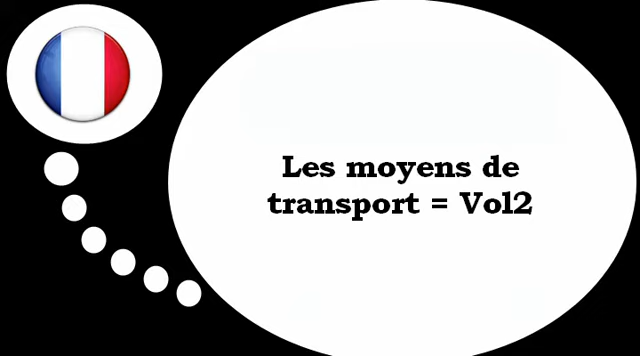 Les moyens de
transport = Vol2